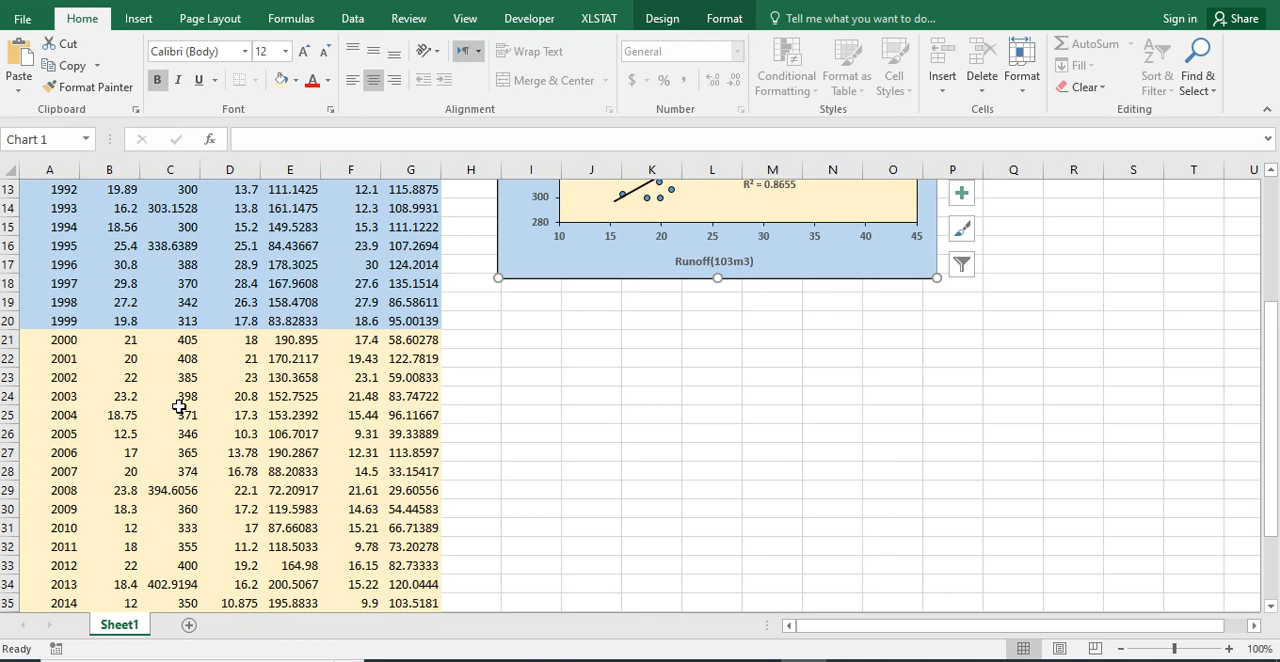 File Home Insert Page Layout Formulas Data Review View Developer XLSTAT Design Format Tell me what you want to do... Sign in Share
Paste
Cut
Copy
Format Painter
Clipboard
Calibri (Body) 12
B I U
Font
Wrap Text
Merge & Center
Alignment
General
$ % ,
Number
Conditional Formatting
Format as Table
Cell Styles
Styles
Insert
Delete
Format
Cells
AutoSum
Fill
Clear
Sort & Filter
Find & Select
Editing
Chart 1
fx
A B C D E F G H I J K L M N O P Q R S T U
13 1992 19.89 300 13.7 111.1425 12.1 115.8875
14 1993 16.2 303.1528 13.3 161.1475 12.3 108.9931
15 1994 18.56 300 15.2 149.5283 15.3 111.1222
16 1995 25.4 338.6389 25.1 84.43667 23.9 107.2694
17 1996 30.8 388 28.9 178.3025 30 124.2014
18 1997 29.8 370 28.4 167.9608 27.6 135.1514
19 1998 27.2 342 26.3 158.4708 27.9 86.58611
20 1999 19.8 313 17.8 83.82833 18.6 95.00139
21 2000 21 405 18 190.895 17.4 58.60278
22 2001 20 408 21 170.2117 19.43 122.7819
23 2002 22 385 23 130.3658 23.1 59.00833
24 2003 23.2 398 20.8 152.7525 21.48 83.74722
25 2004 18.75 371 17.3 153.2392 15.44 96.11667
26 2005 12.5 346 10.3 106.7017 9.31 39.33889
27 2006 17 365 13.78 190.2867 12.31 113.8597
28 2007 20 374 16.78 88.20833 14.5 33.15417
29 2008 23.8 394.6056 22.1 72.20917 21.61 29.60556
30 2009 18.3 360 17.2 119.5983 14.63 54.44583
31 2010 12 333 17 87.66083 15.21 66.71389
32 2011 18 355 11.2 118.5033 9.78 73.20278
33 2012 22 400 19.2 164.98 16.15 82.73333
34 2013 18.4 402.9194 16.2 200.5067 15.22 120.0444
35 2014 12 350 10.875 195.8833 9.9 103.5181
R² = 0.8655
300
280
10 15 20 25 30 35 40 45
Runoff(103m3)
Sheet1
Ready
100%